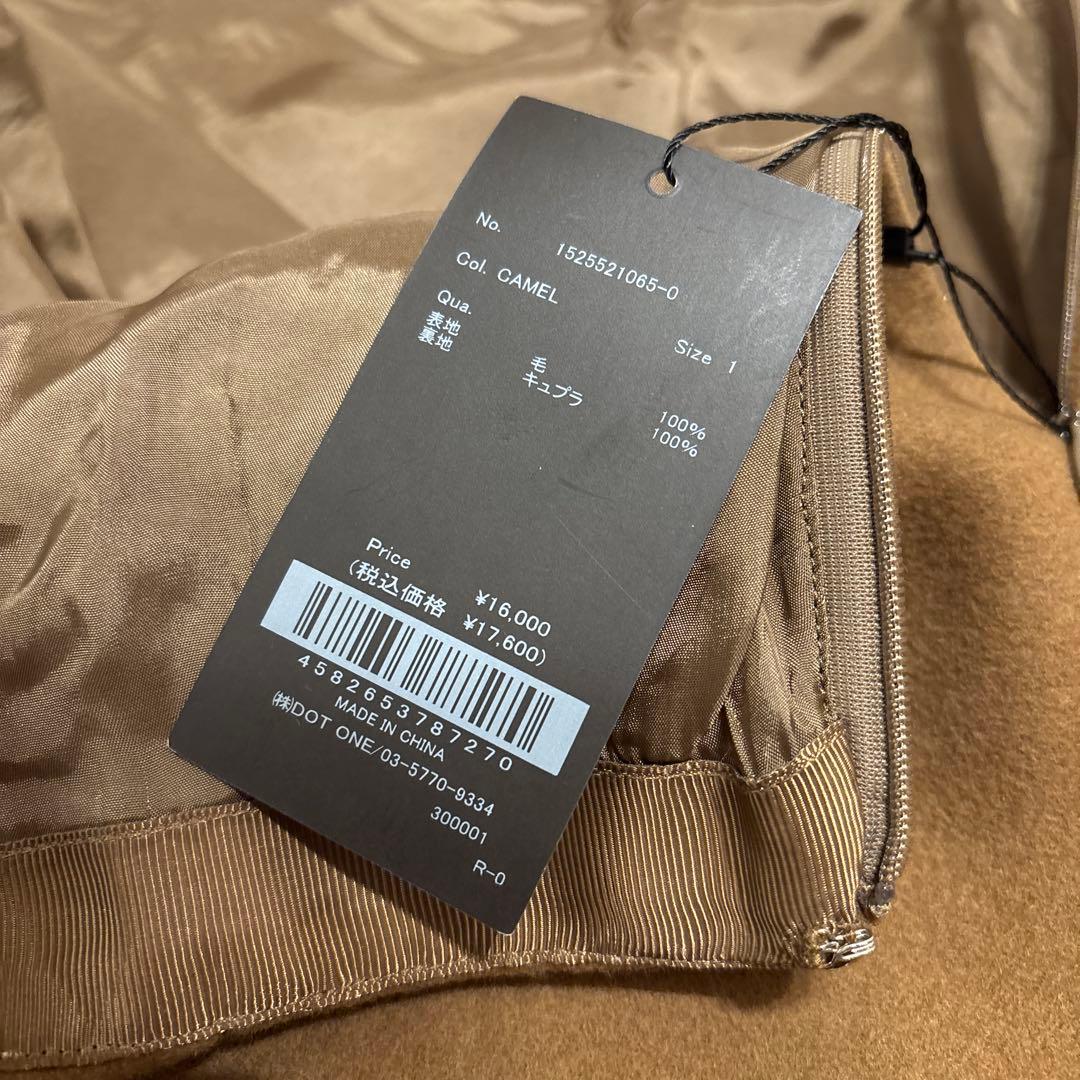 No. 1525521065-0
Col. CAMEL Size 1
Qua.
表地 毛 100%
裏地 キュプラ 100%
Price ¥16,000
(税込価格 ¥17,600)
4582653787270
MADE IN CHINA
㈱DOT ONE/03-5770-9334
300001
R-0